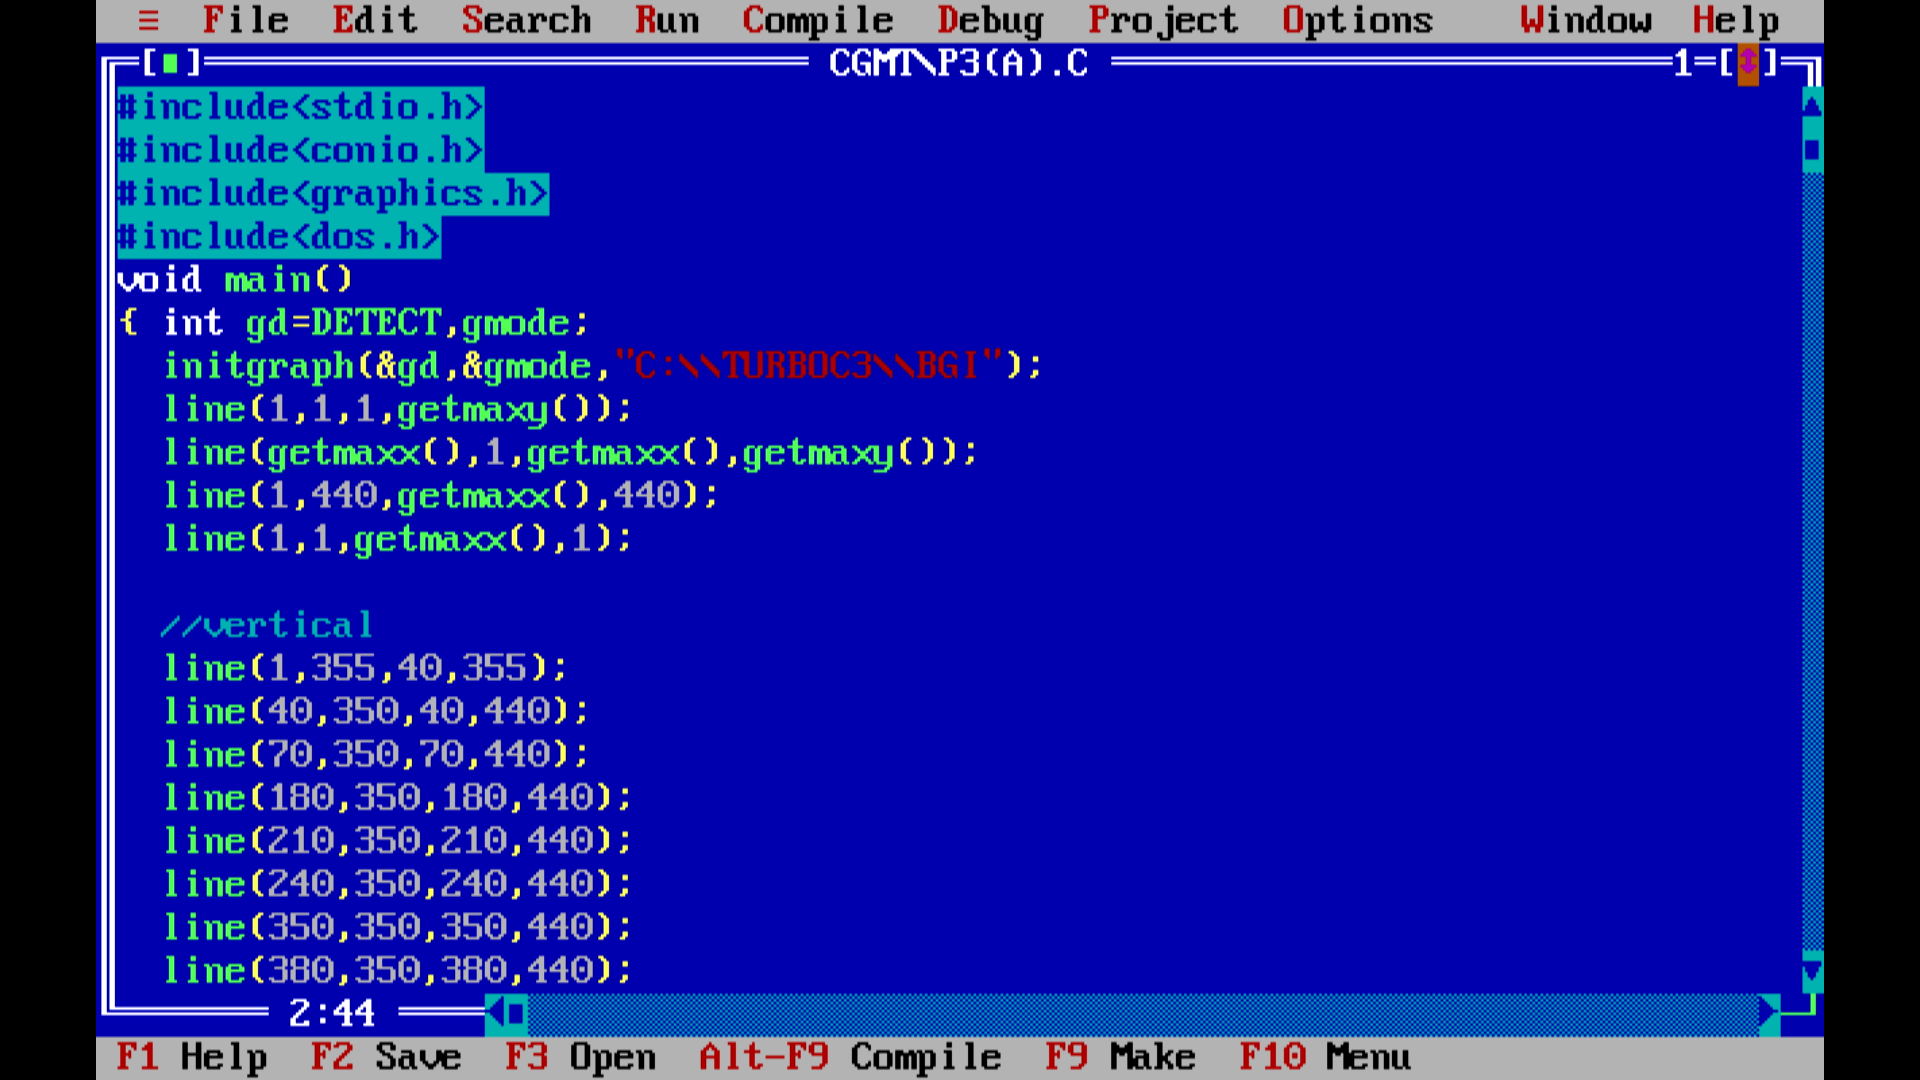 ≡ File Edit Search Run Compile Debug Project Options Window Help
[■] CGMT\P3(A).C 1=[↕]
#include<stdio.h>
#include<conio.h>
#include<graphics.h>
#include<dos.h>
void main()
{ int gd=DETECT,gmode;
initgraph(&gd,&gmode,"C:\\TURBOC3\\BGI");
line(1,1,1,getmaxy());
line(getmaxx(),1,getmaxx(),getmaxy());
line(1,440,getmaxx(),440);
line(1,1,getmaxx(),1);
//vertical
line(1,355,40,355);
line(40,350,40,440);
line(70,350,70,440);
line(180,350,180,440);
line(210,350,210,440);
line(240,350,240,440);
line(350,350,350,440);
line(380,350,380,440);
2:44
F1 Help F2 Save F3 Open Alt-F9 Compile F9 Make F10 Menu